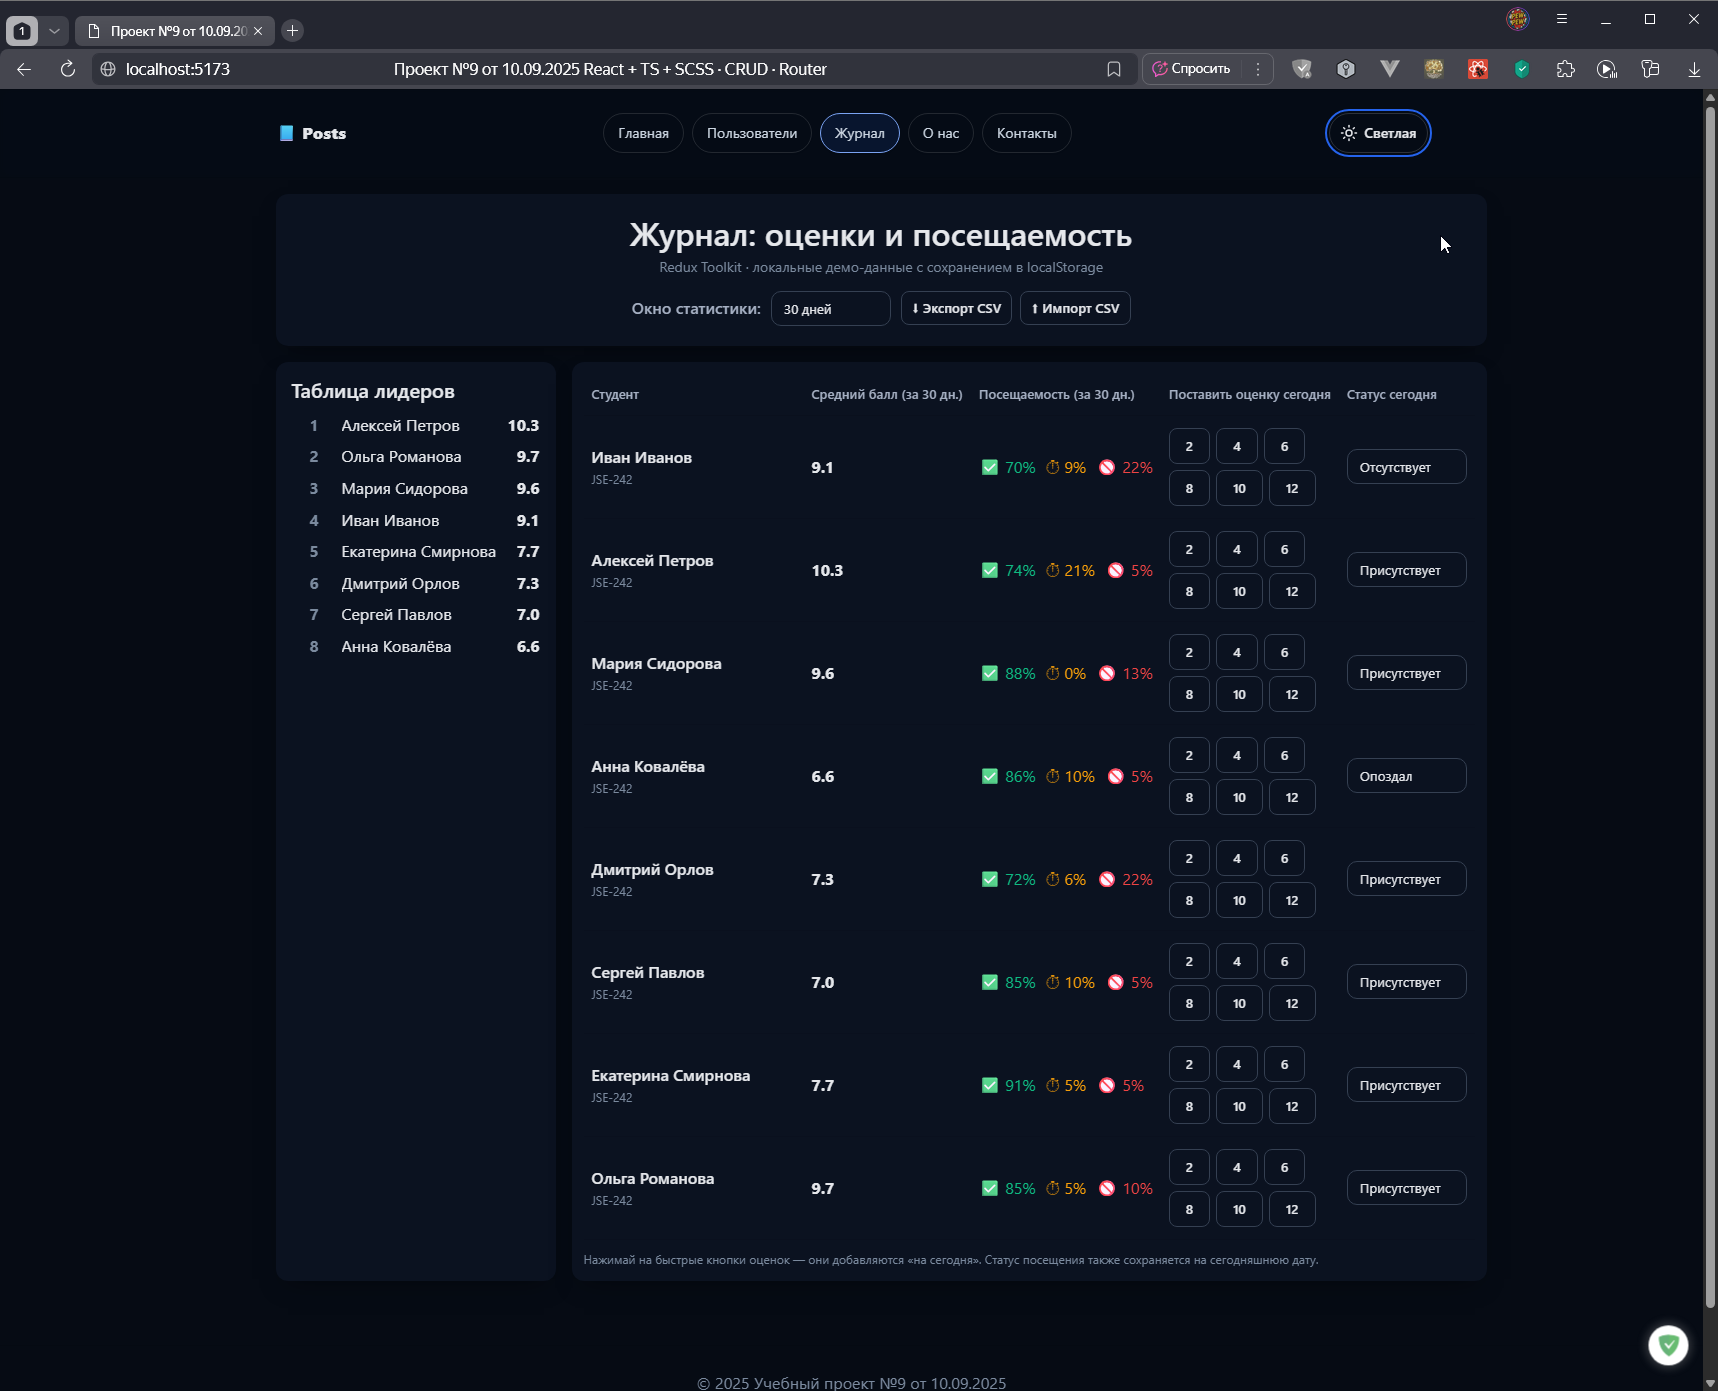 1
Проект №9 от 10.09.20
localhost:5173
Проект №9 от 10.09.2025 React + TS + SCSS · CRUD · Router
Спросить
Posts
Главная
Пользователи
Журнал
О нас
Контакты
Светлая
Журнал: оценки и посещаемость
Redux Toolkit · локальные демо-данные с сохранением в localStorage
Окно статистики: 30 дней
⬇ Экспорт CSV
⬆ Импорт CSV
Таблица лидеров
1 Алексей Петров 10.3
2 Ольга Романова 9.7
3 Мария Сидорова 9.6
4 Иван Иванов 9.1
5 Екатерина Смирнова 7.7
6 Дмитрий Орлов 7.3
7 Сергей Павлов 7.0
8 Анна Ковалёва 6.6
Студент Средний балл (за 30 дн.) Посещаемость (за 30 дн.) Поставить оценку сегодня Статус сегодня
Иван Иванов
JSE-242
9.1
✅ 70% ⏱ 9% 🚫 22%
2 4 6
8 10 12
Отсутствует
Алексей Петров
JSE-242
10.3
✅ 74% ⏱ 21% 🚫 5%
2 4 6
8 10 12
Присутствует
Мария Сидорова
JSE-242
9.6
✅ 88% ⏱ 0% 🚫 13%
2 4 6
8 10 12
Присутствует
Анна Ковалёва
JSE-242
6.6
✅ 86% ⏱ 10% 🚫 5%
2 4 6
8 10 12
Опоздал
Дмитрий Орлов
JSE-242
7.3
✅ 72% ⏱ 6% 🚫 22%
2 4 6
8 10 12
Присутствует
Сергей Павлов
JSE-242
7.0
✅ 85% ⏱ 10% 🚫 5%
2 4 6
8 10 12
Присутствует
Екатерина Смирнова
JSE-242
7.7
✅ 91% ⏱ 5% 🚫 5%
2 4 6
8 10 12
Присутствует
Ольга Романова
JSE-242
9.7
✅ 85% ⏱ 5% 🚫 10%
2 4 6
8 10 12
Присутствует
Нажимай на быстрые кнопки оценок — они добавляются «на сегодня». Статус посещения также сохраняется на сегодняшнюю дату.
© 2025 Учебный проект №9 от 10.09.2025